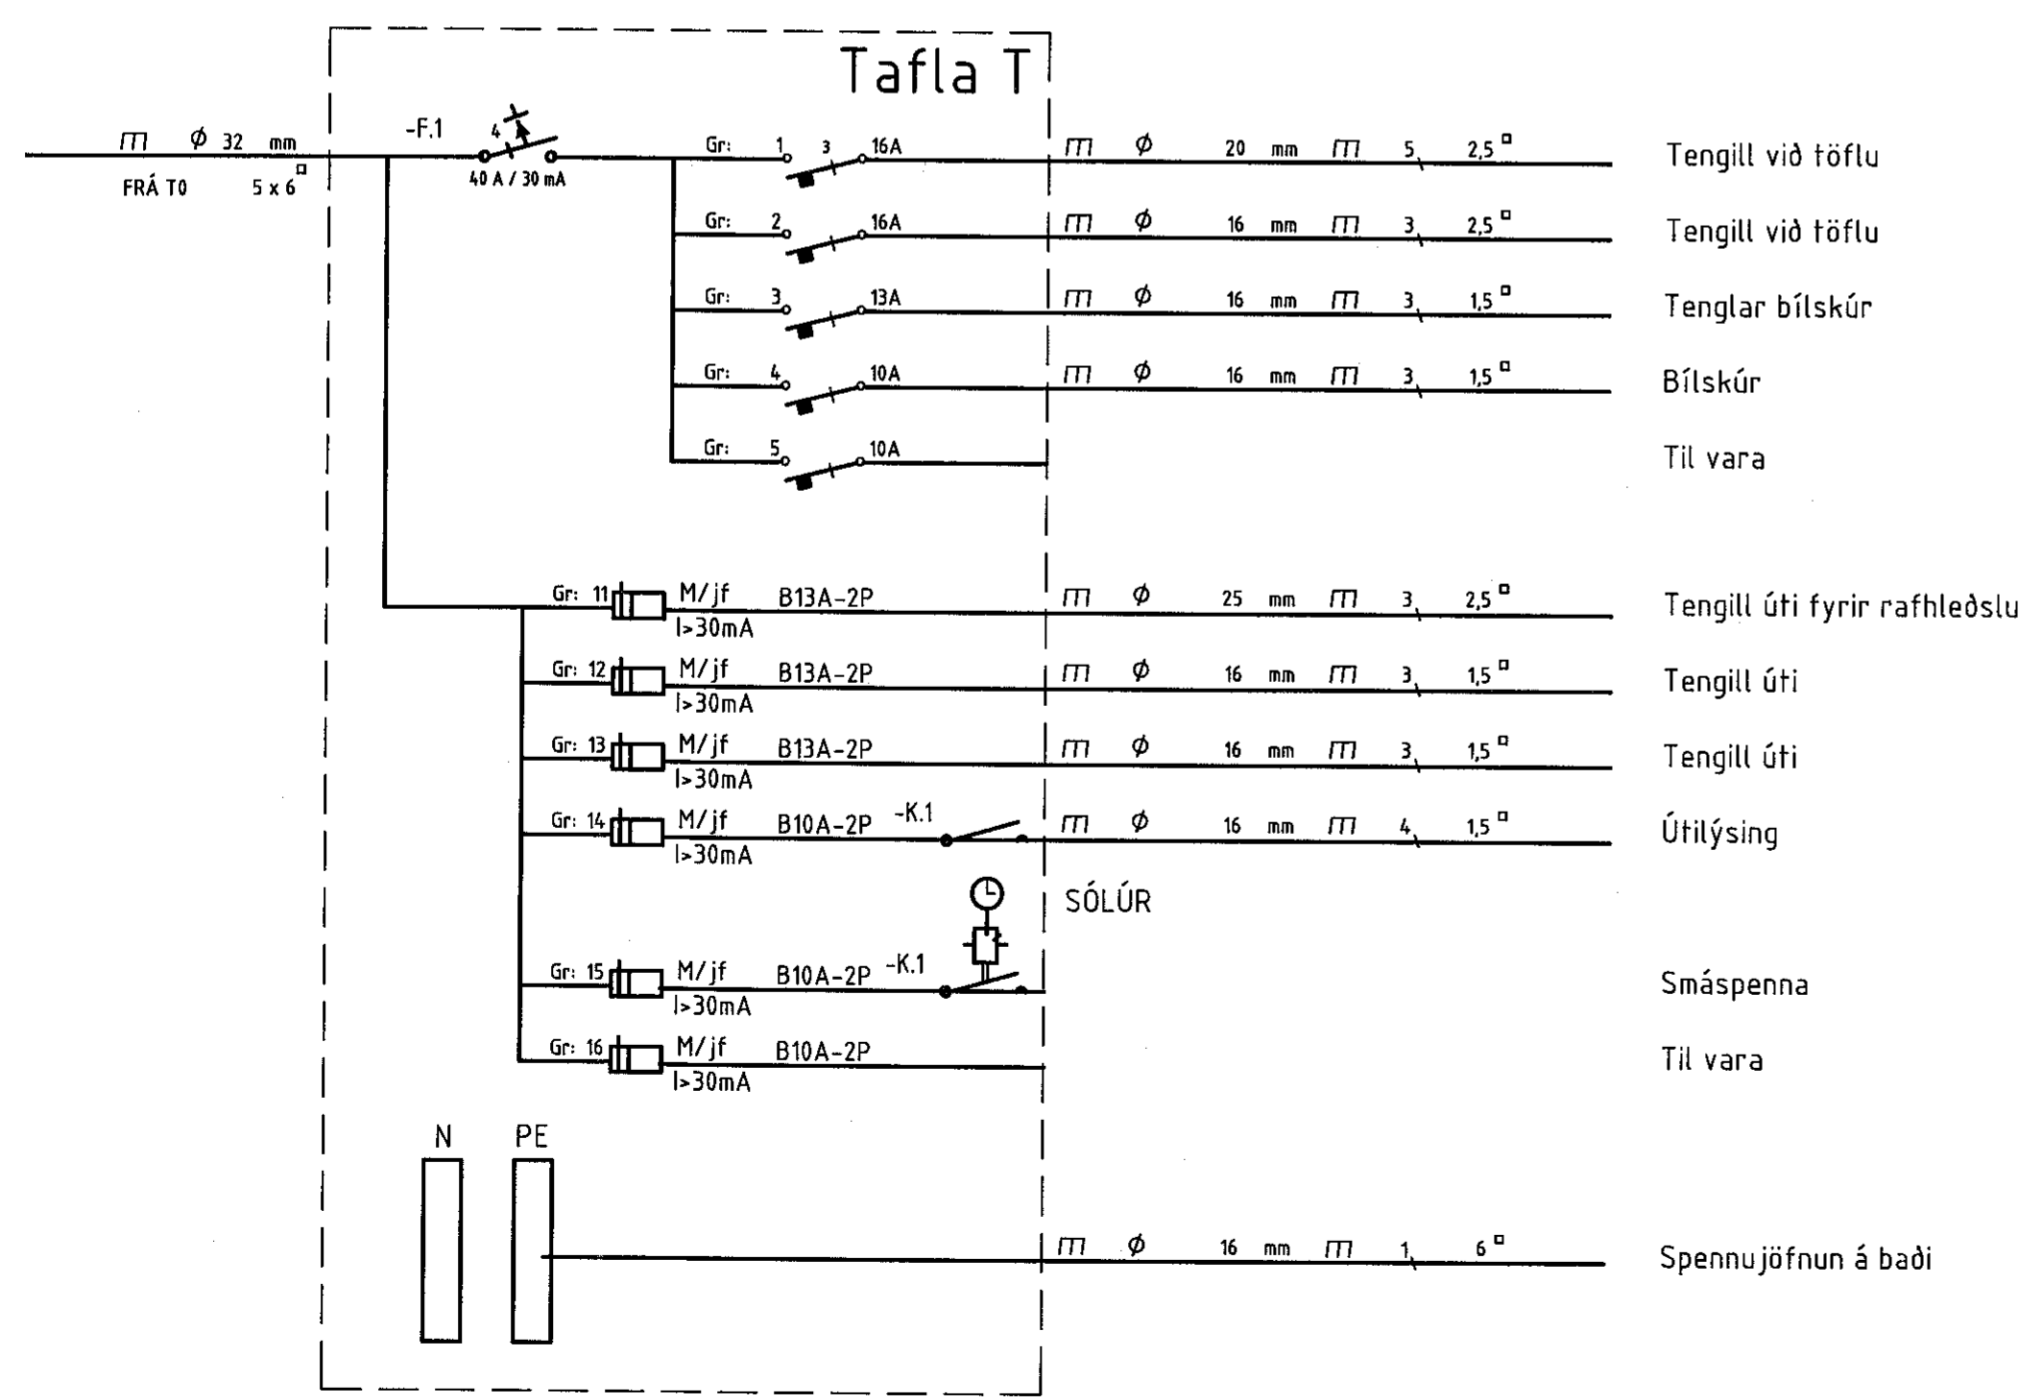 Tafla T
⌀ 32 mm
FRÁ T0 5 x 6
-F.1
4
40 A / 30 mA
Gr: 1 3 16A ⌀ 20 mm 5 2,5 Tengill við töflu
Gr: 2 16A ⌀ 16 mm 3 2,5 Tengill við töflu
Gr: 3 13A ⌀ 16 mm 3 1,5 Tenglar bílskúr
Gr: 4 10A ⌀ 16 mm 3 1,5 Bílskúr
Gr: 5 10A Til vara
Gr: 11 M/jf B13A-2P ⌀ 25 mm 3 2,5 Tengill úti fyrir rafhleðslu
I>30mA
Gr: 12 M/jf B13A-2P ⌀ 16 mm 3 1,5 Tengill úti
I>30mA
Gr: 13 M/jf B13A-2P ⌀ 16 mm 3 1,5 Tengill úti
I>30mA
Gr: 14 M/jf B10A-2P -K.1 ⌀ 16 mm 4 1,5 Útilýsing
I>30mA
SÓLÚR
Gr: 15 M/jf B10A-2P -K.1 Smáspenna
I>30mA
Gr: 16 M/jf B10A-2P Til vara
I>30mA
N PE
⌀ 16 mm 1 6 Spennujöfnun á baði